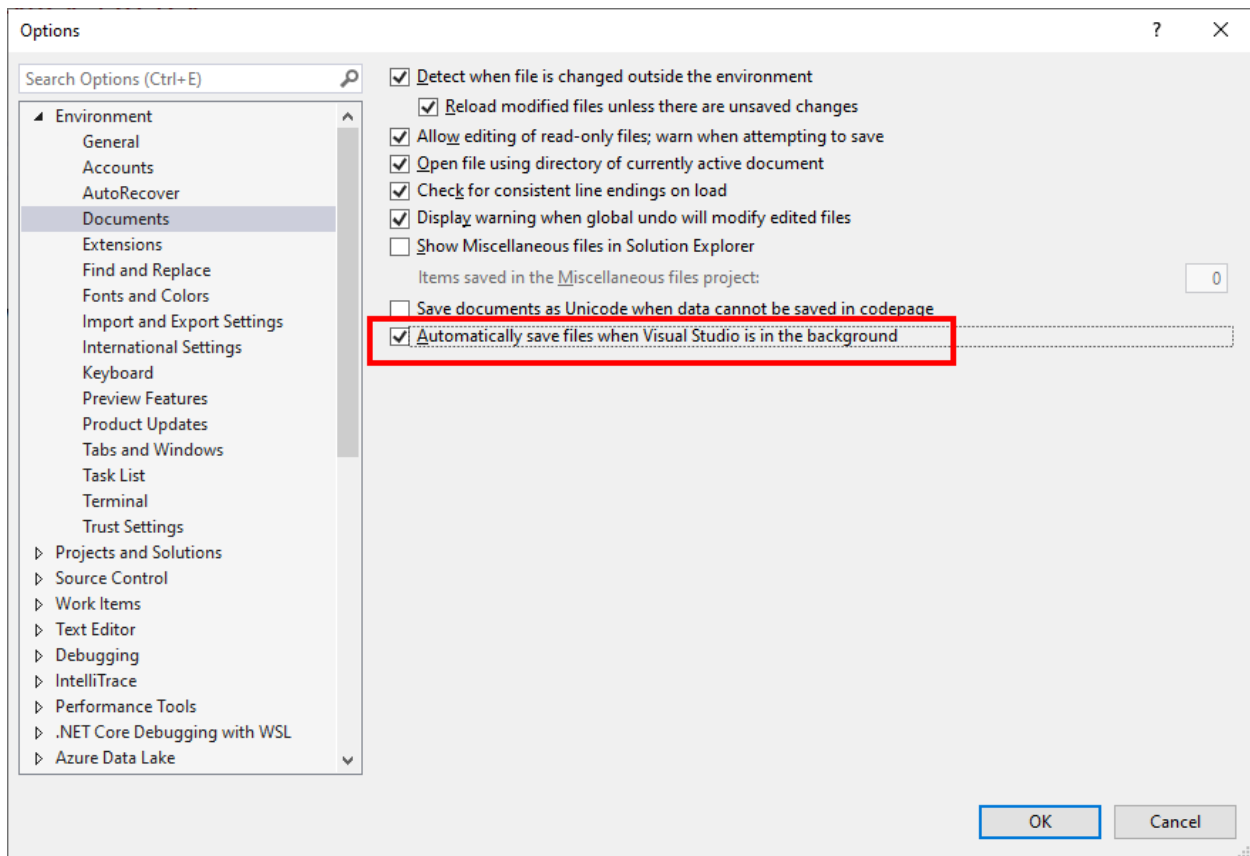 Options
?
Search Options (Ctrl+E)
Environment
General
Accounts
AutoRecover
Documents
Extensions
Find and Replace
Fonts and Colors
Import and Export Settings
International Settings
Keyboard
Preview Features
Product Updates
Tabs and Windows
Task List
Terminal
Trust Settings
Projects and Solutions
Source Control
Work Items
Text Editor
Debugging
IntelliTrace
Performance Tools
.NET Core Debugging with WSL
Azure Data Lake
Detect when file is changed outside the environment
Reload modified files unless there are unsaved changes
Allow editing of read-only files; warn when attempting to save
Open file using directory of currently active document
Check for consistent line endings on load
Display warning when global undo will modify edited files
Show Miscellaneous files in Solution Explorer
Items saved in the Miscellaneous files project:
0
Save documents as Unicode when data cannot be saved in codepage
Automatically save files when Visual Studio is in the background
OK
Cancel